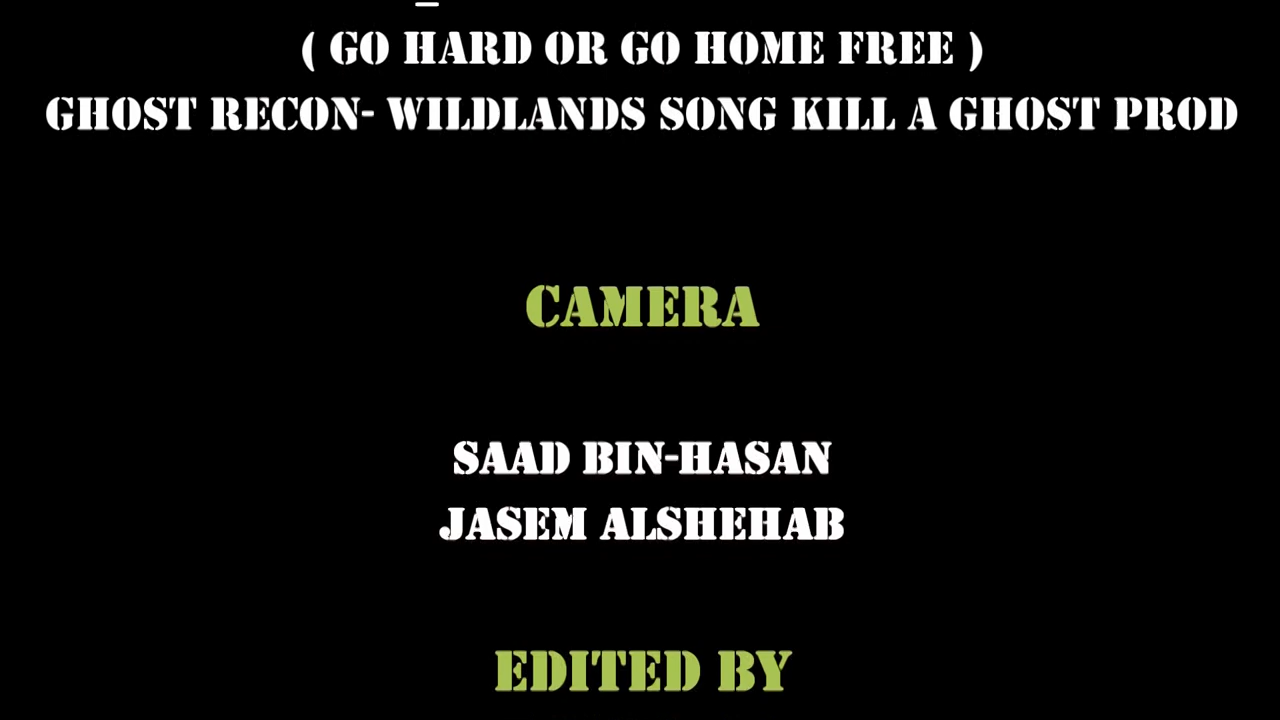 ( GO HARD OR GO HOME FREE )
GHOST RECON- WILDLANDS SONG KILL A GHOST PROD
CAMERA
SAAD BIN-HASAN
JASEM ALSHEHAB
EDITED BY